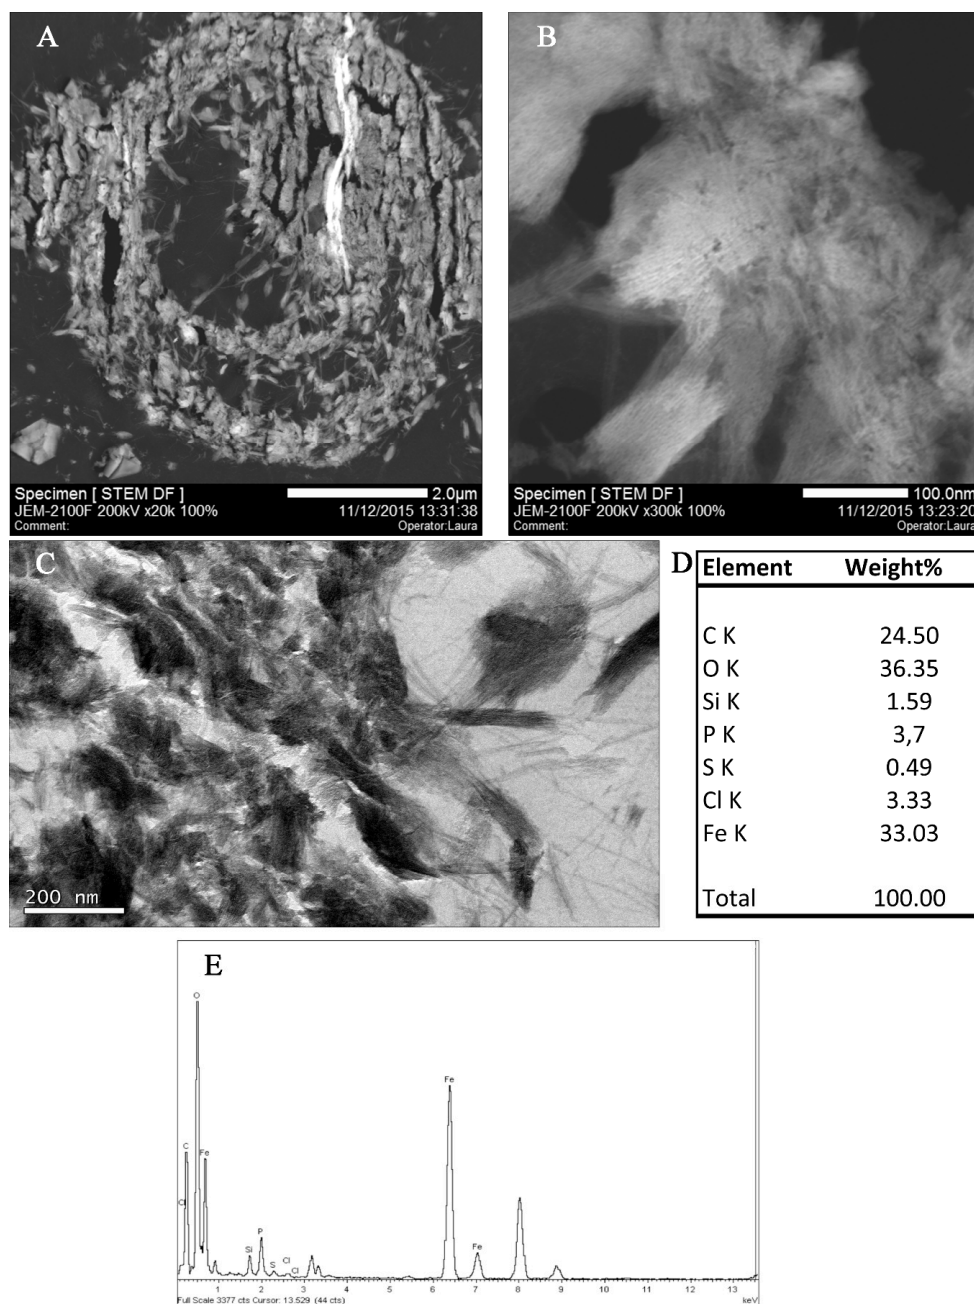 A
Specimen [ STEM DF ] 2.0µm
JEM-2100F 200kV x20k 100% 11/12/2015 13:31:38
Comment: Operator:Laura
B
Specimen [ STEM DF ] 100.0nm
JEM-2100F 200kV x300k 100% 11/12/2015 13:23:20
Comment: Operator:Laura
C
200 nm
D
Element Weight%
C K 24.50
O K 36.35
Si K 1.59
P K 3,7
S K 0.49
Cl K 3.33
Fe K 33.03
Total 100.00
E
O
Fe
C
Fe
Cl
P
Si
S
Cl
Cl
Fe
1 2 3 4 5 6 7 8 9 10 11 12 13
Full Scale 3377 cts Cursor: 13.529 (44 cts) keV